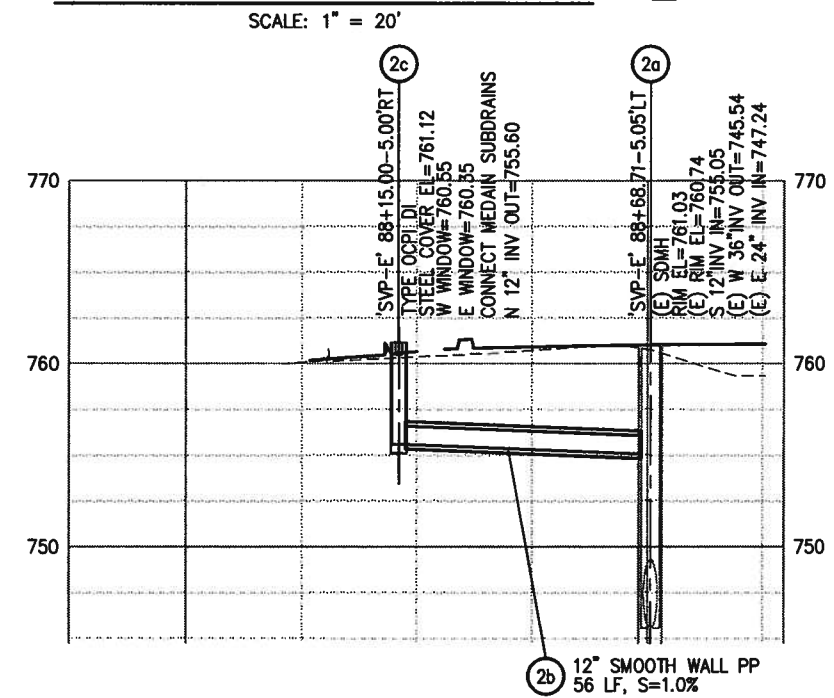 SCALE: 1" = 20'
2c
2a
'SVP-E' 88+15.00-5.00'RT
TYPE OCPI DI
STEEL COVER EL=761.12
W WINDOW=760.55
E WINDOW=760.35
CONNECT MEDAIN SUBDRAINS
N 12" INV OUT=755.60
'SVP-E' 88+68.71-5.05'LT
(E) SDMH
RIM EL=761.03
(E) RIM EL=760.74
S 12"INV IN=755.05
(E) W 36"INV OUT=745.54
(E) E 24" INV IN=747.24
770
770
760
760
750
750
2b
12" SMOOTH WALL PP
56 LF, S=1.0%